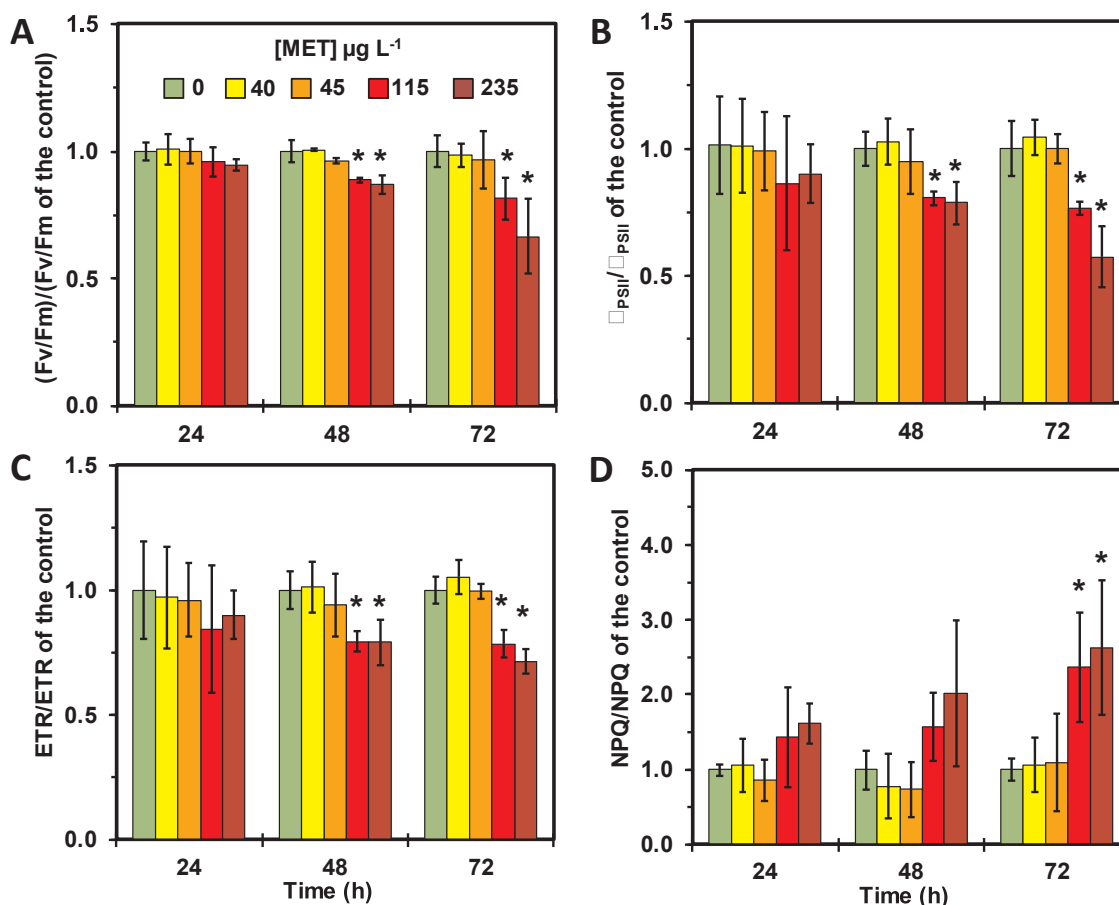 A
(Fv/Fm)/(Fv/Fm of the control)
1.5
1.0
0.5
0.0
[MET] µg L-1
0 40 45 115 235
* *
*
*
24 48 72
B
□PSII/□PSII of the control
1.5
1.0
0.5
0.0
* *
*
*
24 48 72
C
ETR/ETR of the control
1.5
1.0
0.5
0.0
* *
*
*
24 48 72
Time (h)
D
NPQ/NPQ of the control
5.0
4.0
3.0
2.0
1.0
0.0
*
*
24 48 72
Time (h)